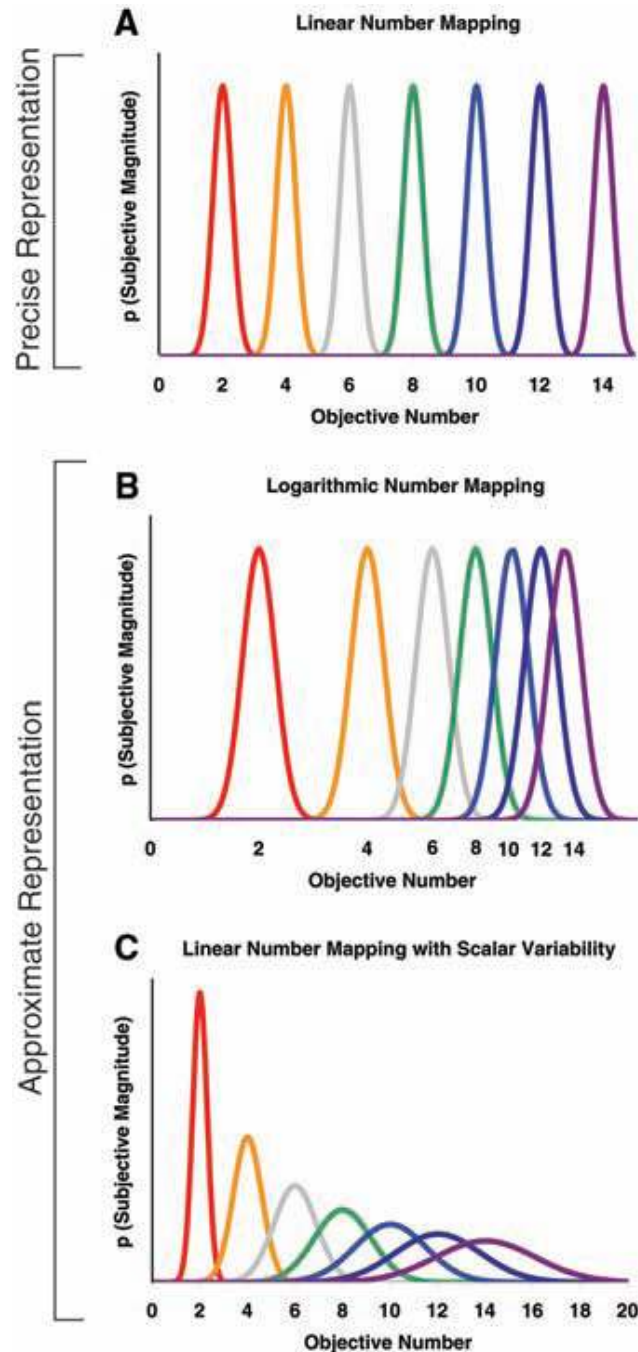 A
Linear Number Mapping
Precise Representation
p (Subjective Magnitude)
0 2 4 6 8 10 12 14
Objective Number
B
Logarithmic Number Mapping
Approximate Representation
p (Subjective Magnitude)
0 2 4 6 8 10 12 14
Objective Number
C
Linear Number Mapping with Scalar Variability
p (Subjective Magnitude)
0 2 4 6 8 10 12 14 16 18 20
Objective Number